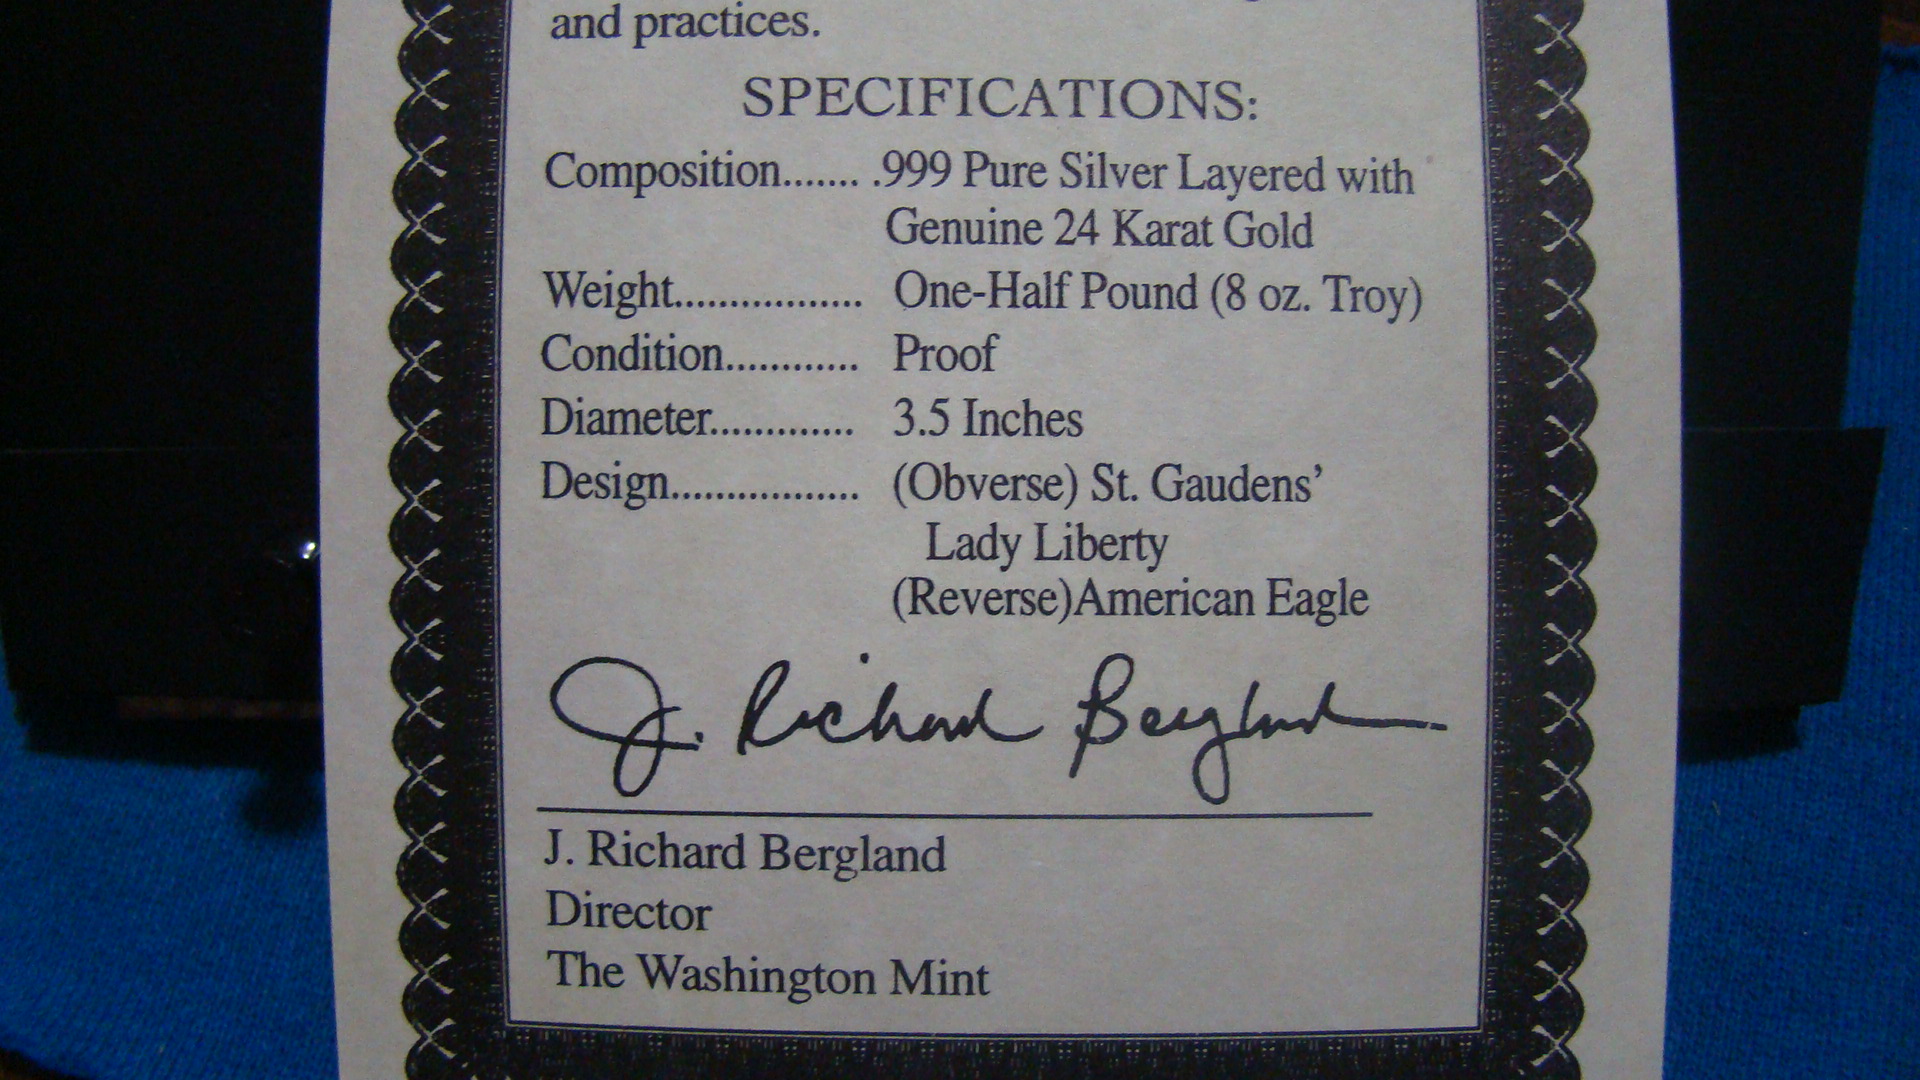 and practices.
SPECIFICATIONS:
Composition....... .999 Pure Silver Layered with
Genuine 24 Karat Gold
Weight................. One-Half Pound (8 oz. Troy)
Condition............ Proof
Diameter............. 3.5 Inches
Design................. (Obverse) St. Gaudens'
Lady Liberty
(Reverse)American Eagle
J. Richard Bergland
J. Richard Bergland
Director
The Washington Mint